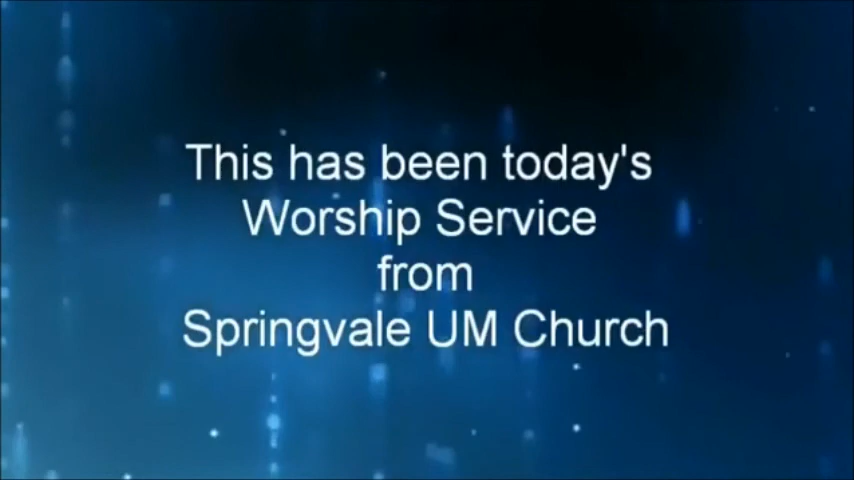 This has been today's
Worship Service
from
Springvale UM Church